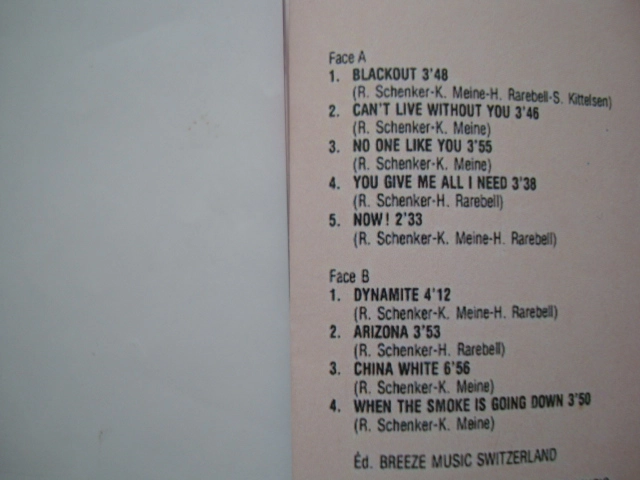 Face A
1. BLACKOUT 3'48
(R. Schenker-K. Meine-H. Rarebell-S. Kittelsen)
2. CAN'T LIVE WITHOUT YOU 3'46
(R. Schenker-K. Meine)
3. NO ONE LIKE YOU 3'55
(R. Schenker-K. Meine)
4. YOU GIVE ME ALL I NEED 3'38
(R. Schenker-H. Rarebell)
5. NOW! 2'33
(R. Schenker-K. Meine-H. Rarebell)
Face B
1. DYNAMITE 4'12
(R. Schenker-K. Meine-H. Rarebell)
2. ARIZONA 3'53
(R. Schenker-H. Rarebell)
3. CHINA WHITE 6'56
(R. Schenker-K. Meine)
4. WHEN THE SMOKE IS GOING DOWN 3'50
(R. Schenker-K. Meine)
Éd. BREEZE MUSIC SWITZERLAND